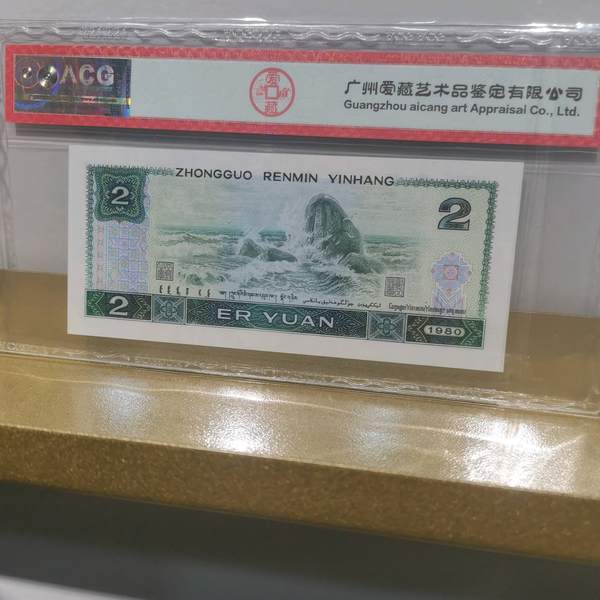 ACG
爱藏
广州爱藏艺术品鉴定有限公司
Guangzhou aicang art Appraisal Co., Ltd.
ZHONGGUO RENMIN YINHANG
2
2
2
ER YUAN
1980